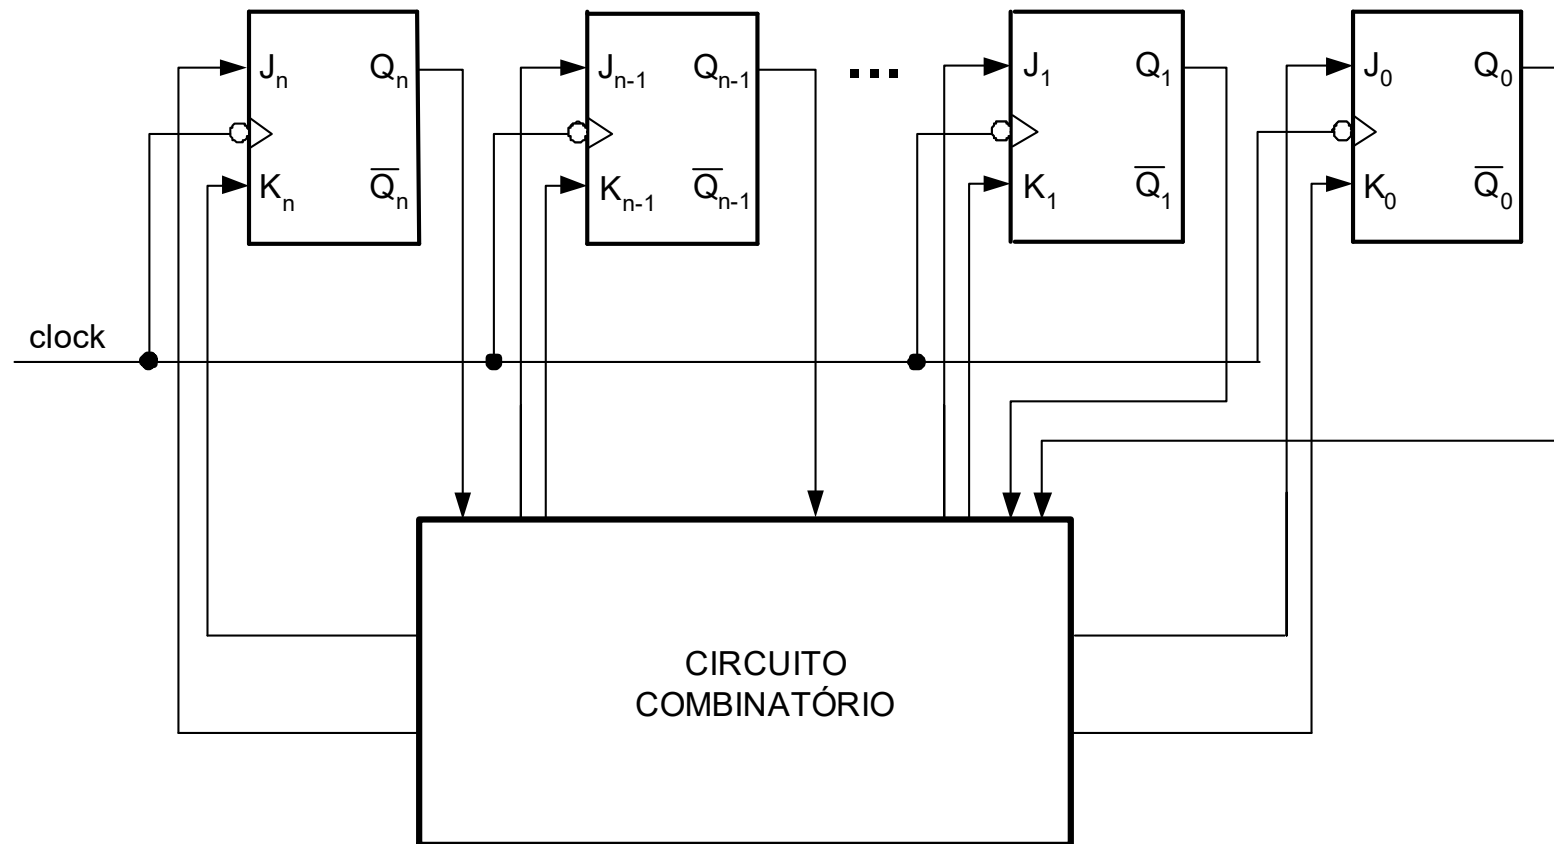 Jₙ Qₙ Jₙ₋₁ Qₙ₋₁ ... J₁ Q₁ J₀ Q₀
Kₙ Q̅ₙ Kₙ₋₁ Q̅ₙ₋₁ K₁ Q̅₁ K₀ Q̅₀
clock
CIRCUITO
COMBINATÓRIO